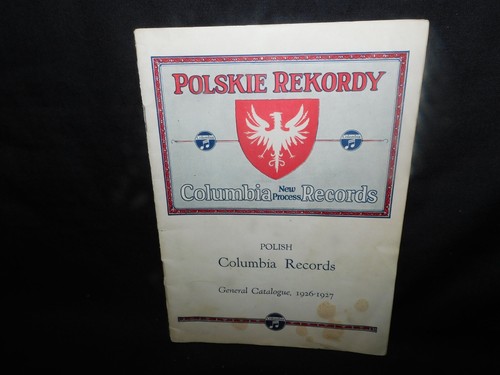 POLSKIE REKORDY
Columbia New Process Records
POLISH
Columbia Records
General Catalogue, 1926-1927